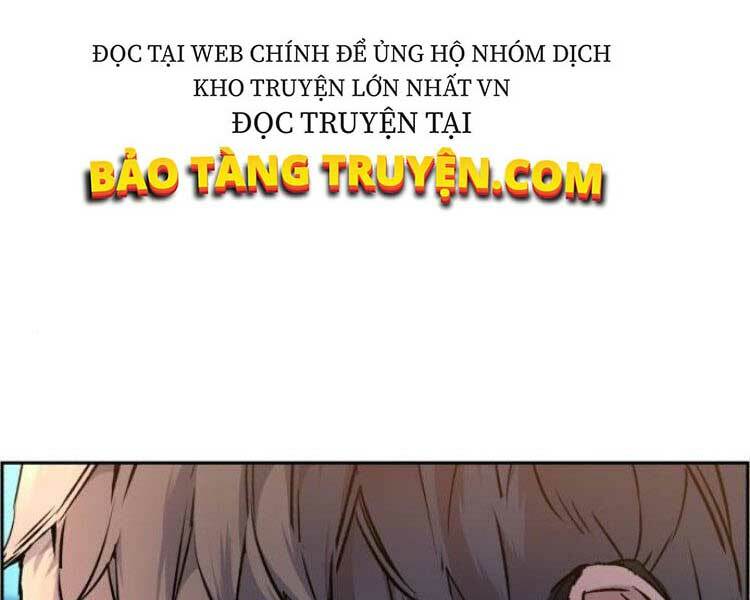 ĐỌC TẠI WEB CHÍNH ĐỂ ỦNG HỘ NHÓM DỊCH
KHO TRUYỆN LỚN NHẤT VN
ĐỌC TRUYỆN TẠI
BẢO TÀNG TRUYỆN.COM